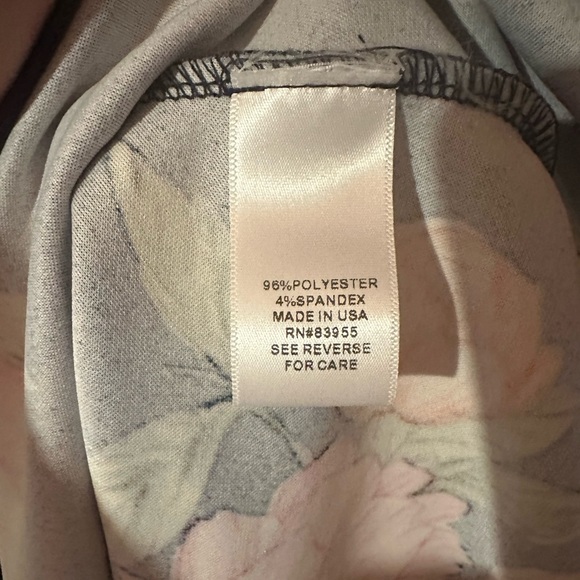 96%POLYESTER
4%SPANDEX
MADE IN USA
RN#83955
SEE REVERSE
FOR CARE